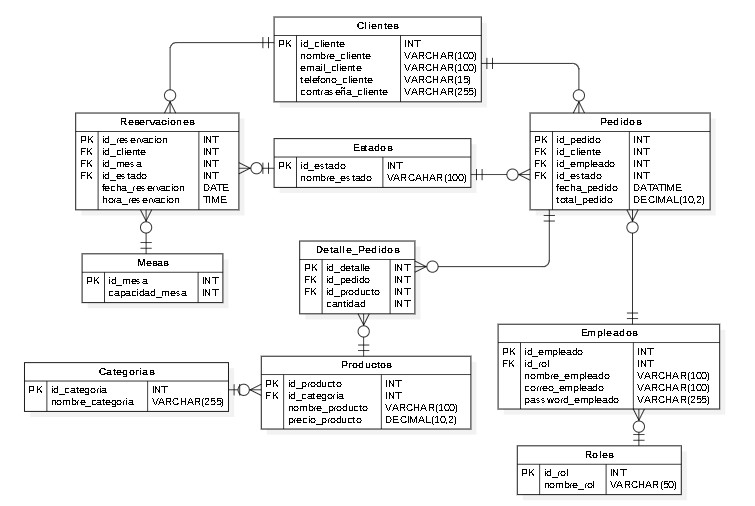 Clientes
PK id_cliente INT
nombre_cliente VARCHAR(100)
email_cliente VARCHAR(100)
telefono_cliente VARCHAR(15)
contraseña_cliente VARCHAR(255)
Reservaciones
PK id_reservacion INT
FK id_cliente INT
FK id_mesa INT
FK id_estado INT
fecha_reservacion DATE
hora_reservacion TIME
Estados
PK id_estado INT
nombre_estado VARCAHAR(100)
Pedidos
PK id_pedido INT
FK id_cliente INT
FK id_empleado INT
FK id_estado INT
fecha_pedido DATATIME
total_pedido DECIMAL(10,2)
Mesas
PK id_mesa INT
capacidad_mesa INT
Detalle_Pedidos
PK id_detalle INT
FK id_pedido INT
FK id_producto INT
cantidad INT
Empleados
PK id_empleado INT
FK id_rol INT
nombre_empleado VARCHAR(100)
correo_empleado VARCHAR(100)
password_empleado VARCHAR(255)
Categorias
PK id_categoria INT
nombre_categoria VARCHAR(255)
Productos
PK id_producto INT
FK id_categoria INT
nombre_producto VARCHAR(100)
precio_producto DECIMAL(10,2)
Roles
PK id_rol INT
nombre_rol VARCHAR(50)